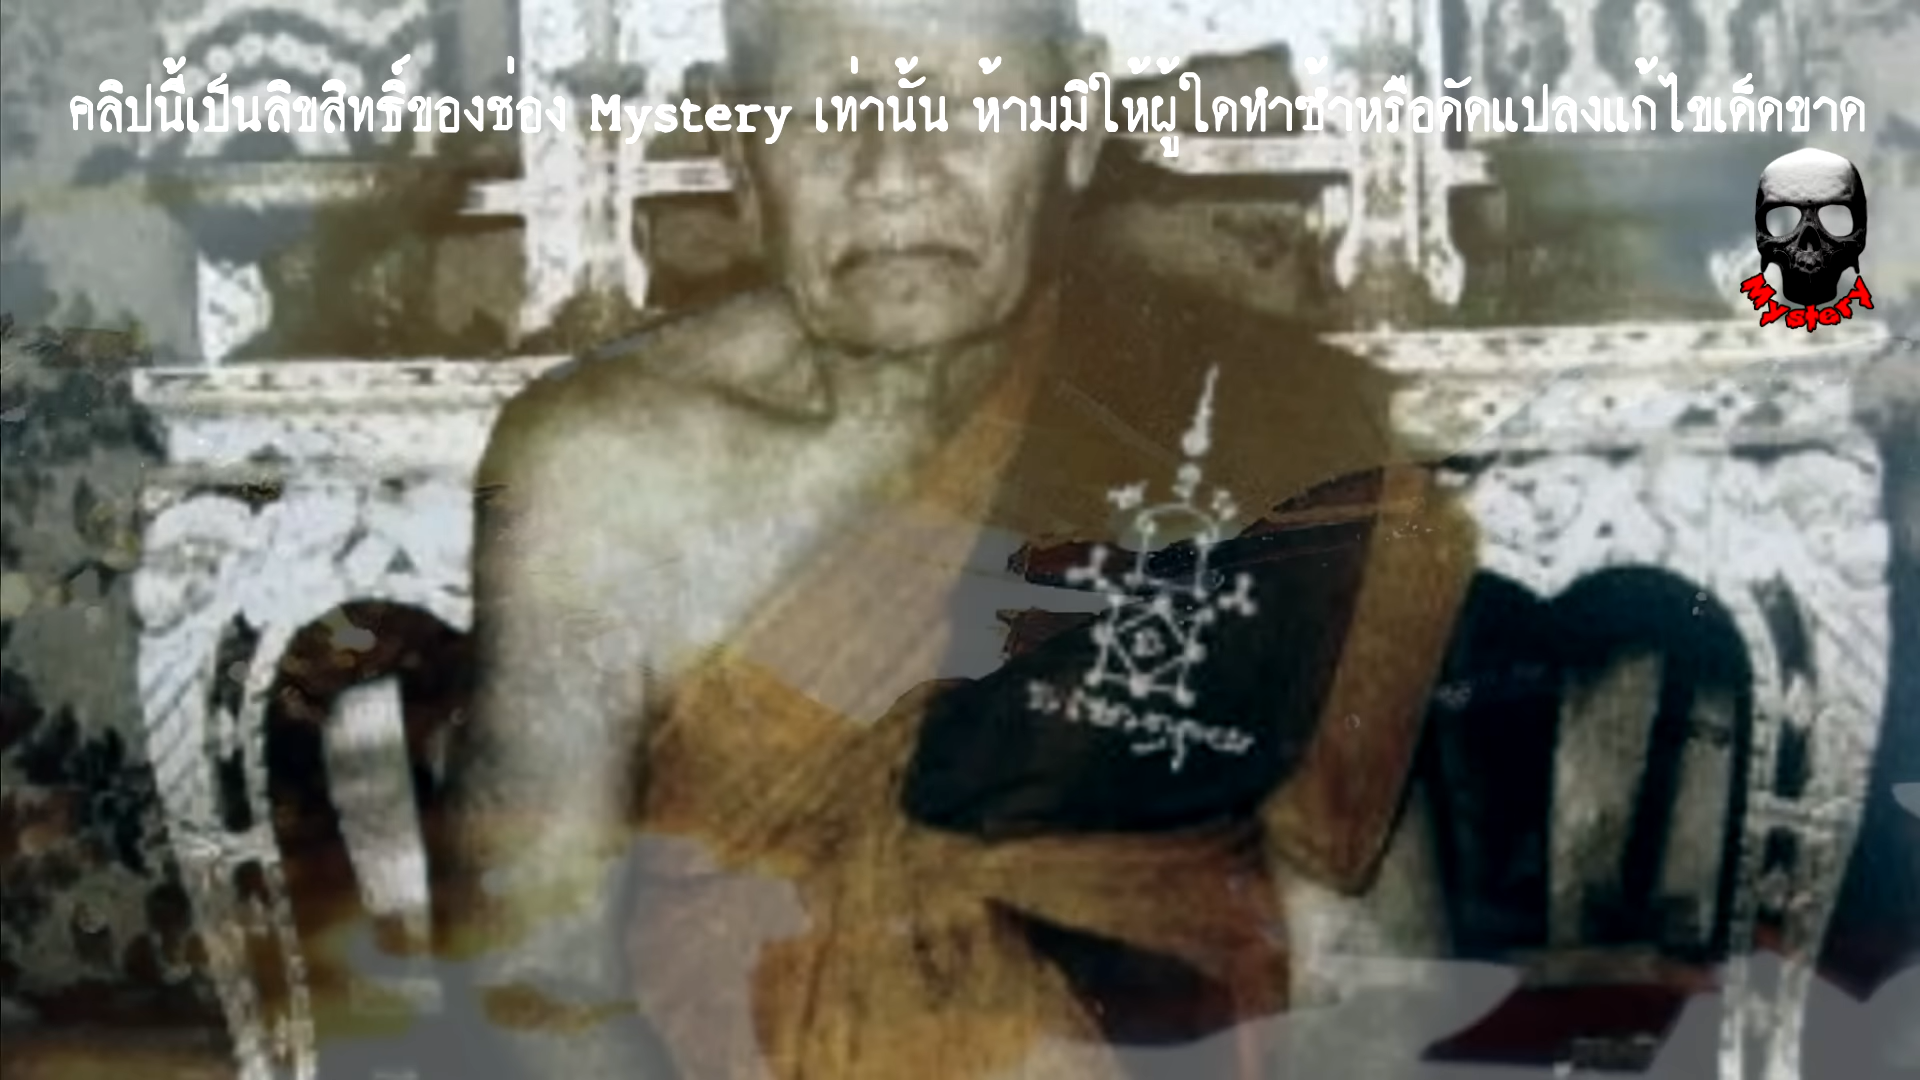 คลิปนี้เป็นลิขสิทธิ์ของช่อง Mystery เท่านั้น ห้ามมิให้ผู้ใดทำซ้ำหรือดัดแปลงแก้ไขเด็ดขาด
Mystery